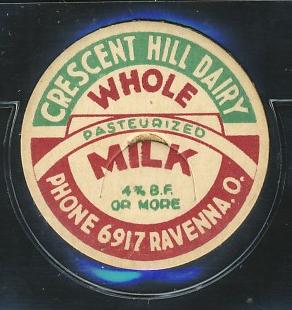 CRESCENT HILL DAIRY
WHOLE
PASTEURIZED
MILK
4% B.F.
OR MORE
PHONE 6917 RAVENNA, O.